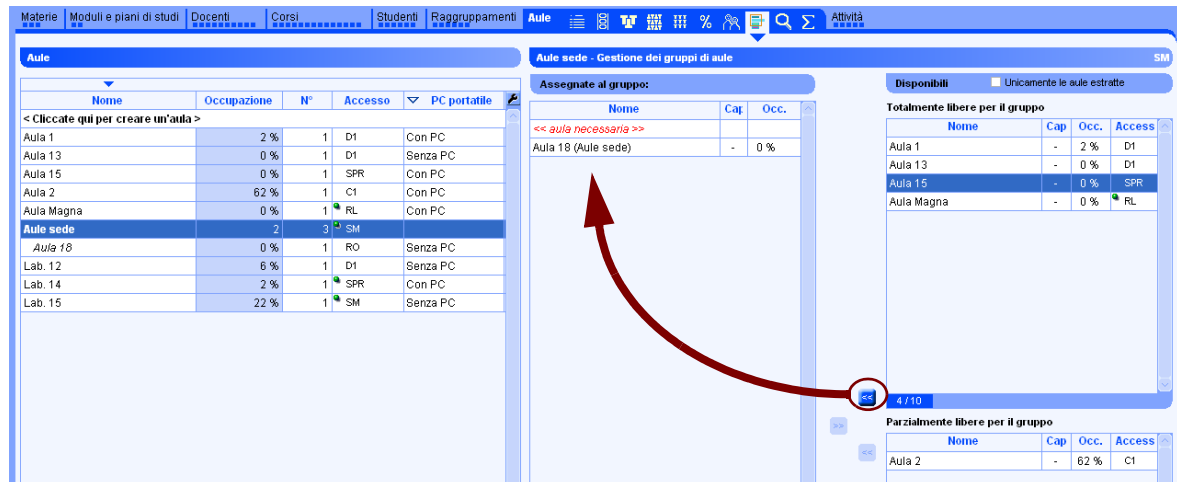 Materie Moduli e piani di studi Docenti Corsi Studenti Raggruppamenti Aule % Σ Attività
Aule
Nome Occupazione N° Accesso PC portatile
< Cliccate qui per creare un'aula >
Aula 1 2 % 1 D1 Con PC
Aula 13 0 % 1 D1 Senza PC
Aula 15 0 % 1 SPR Con PC
Aula 2 62 % 1 C1 Con PC
Aula Magna 0 % 1 RL Con PC
Aule sede 2 3 SM
Aula 18 0 % 1 RO Senza PC
Lab. 12 6 % 1 D1 Senza PC
Lab. 14 2 % 1 SPR Con PC
Lab. 15 22 % 1 SM Senza PC
Aule sede - Gestione dei gruppi di aule SM
Assegnate al gruppo:
Nome Cap Occ.
<< aula necessaria >>
Aula 18 (Aule sede) - 0 %
<<
>>
<<
Disponibili Unicamente le aule estratte
Totalmente libere per il gruppo
Nome Cap Occ. Access
Aula 1 - 2 % D1
Aula 13 - 0 % D1
Aula 15 - 0 % SPR
Aula Magna - 0 % RL
4 / 10
Parzialmente libere per il gruppo
Nome Cap Occ. Access
Aula 2 - 62 % C1